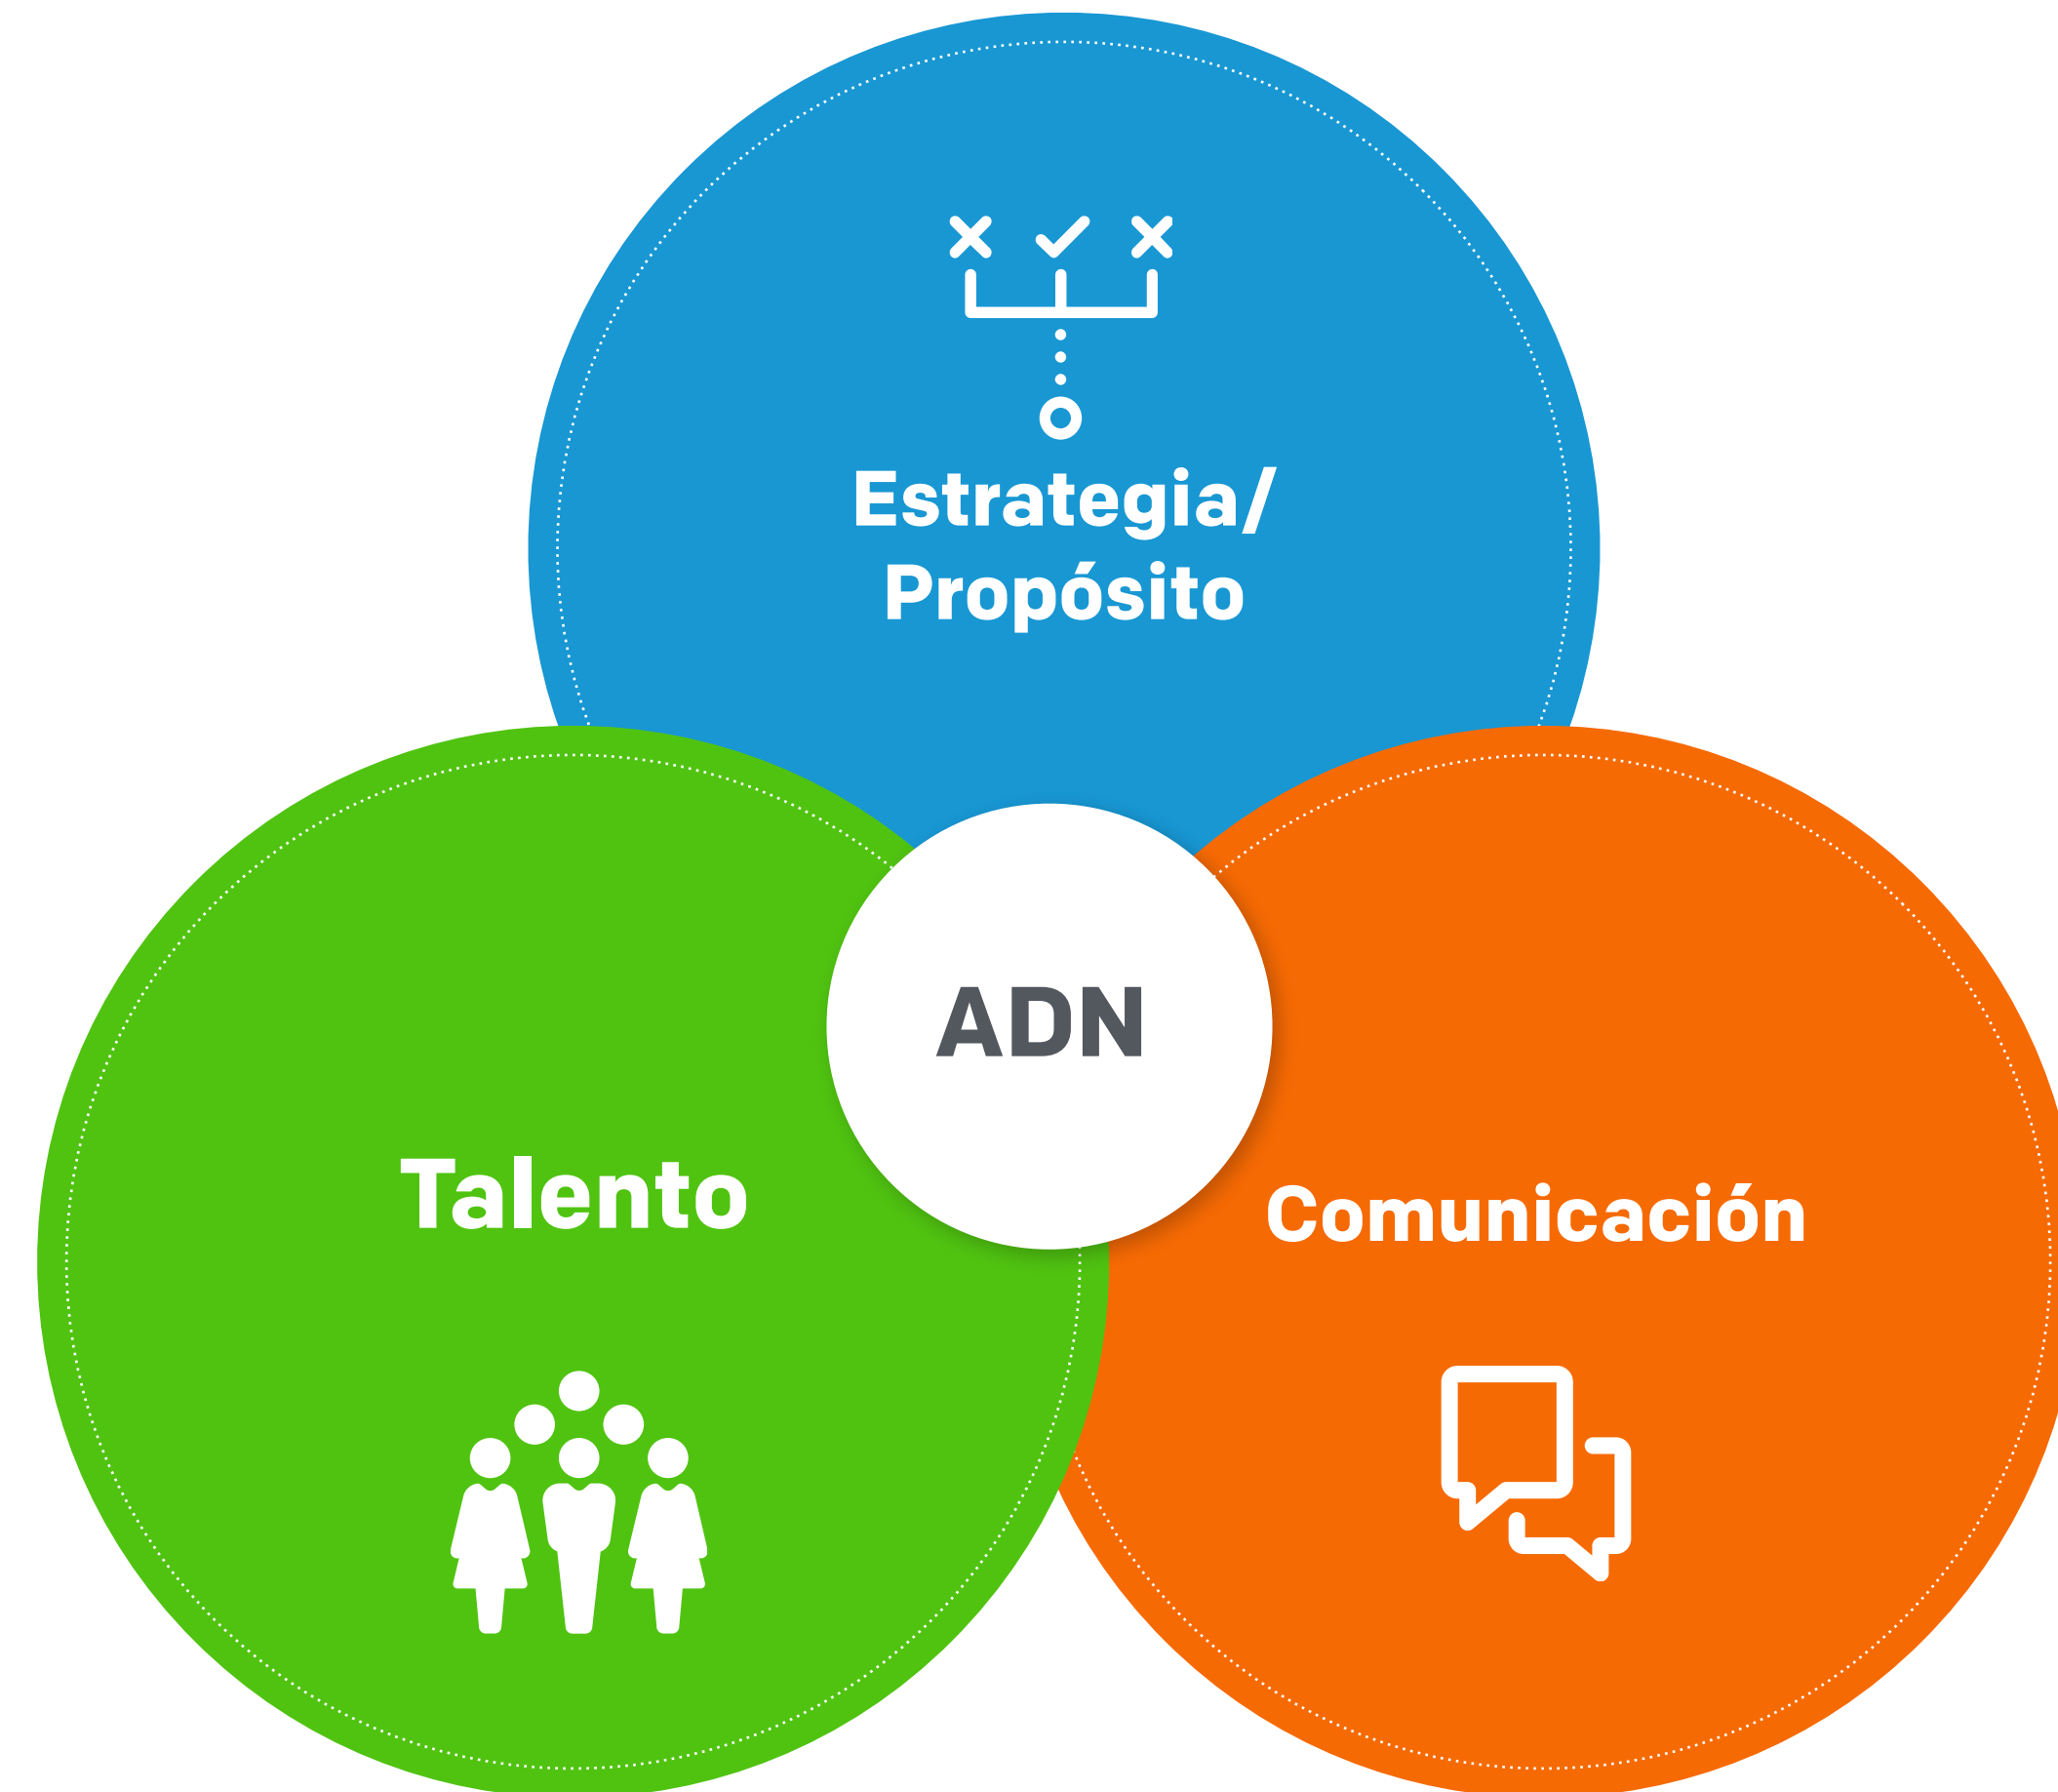 Estrategia/
Propósito
ADN
Talento
Comunicación